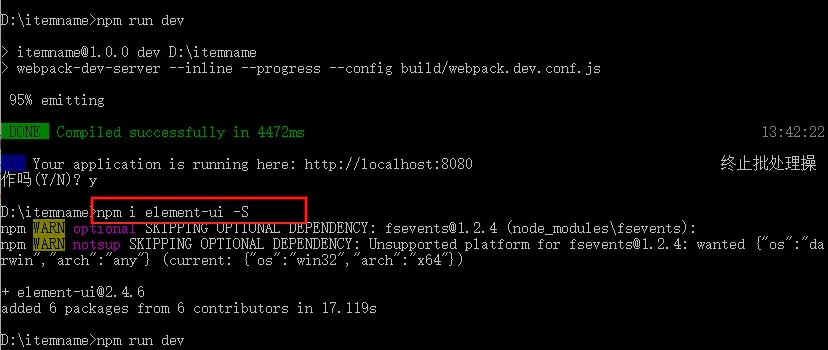 D:\itemname>npm run dev
> itemname@1.0.0 dev D:\itemname
> webpack-dev-server --inline --progress --config build/webpack.dev.conf.js
95% emitting
DONE Compiled successfully in 4472ms 13:42:22
Your application is running here: http://localhost:8080 终止批处理操
作吗(Y/N)? y
D:\itemname>npm i element-ui -S
npm WARN optional SKIPPING OPTIONAL DEPENDENCY: fsevents@1.2.4 (node_modules\fsevents):
npm WARN notsup SKIPPING OPTIONAL DEPENDENCY: Unsupported platform for fsevents@1.2.4: wanted {"os":"da
rwin","arch":"any"} (current: {"os":"win32","arch":"x64"})
+ element-ui@2.4.6
added 6 packages from 6 contributors in 17.119s
D:\itemname>npm run dev